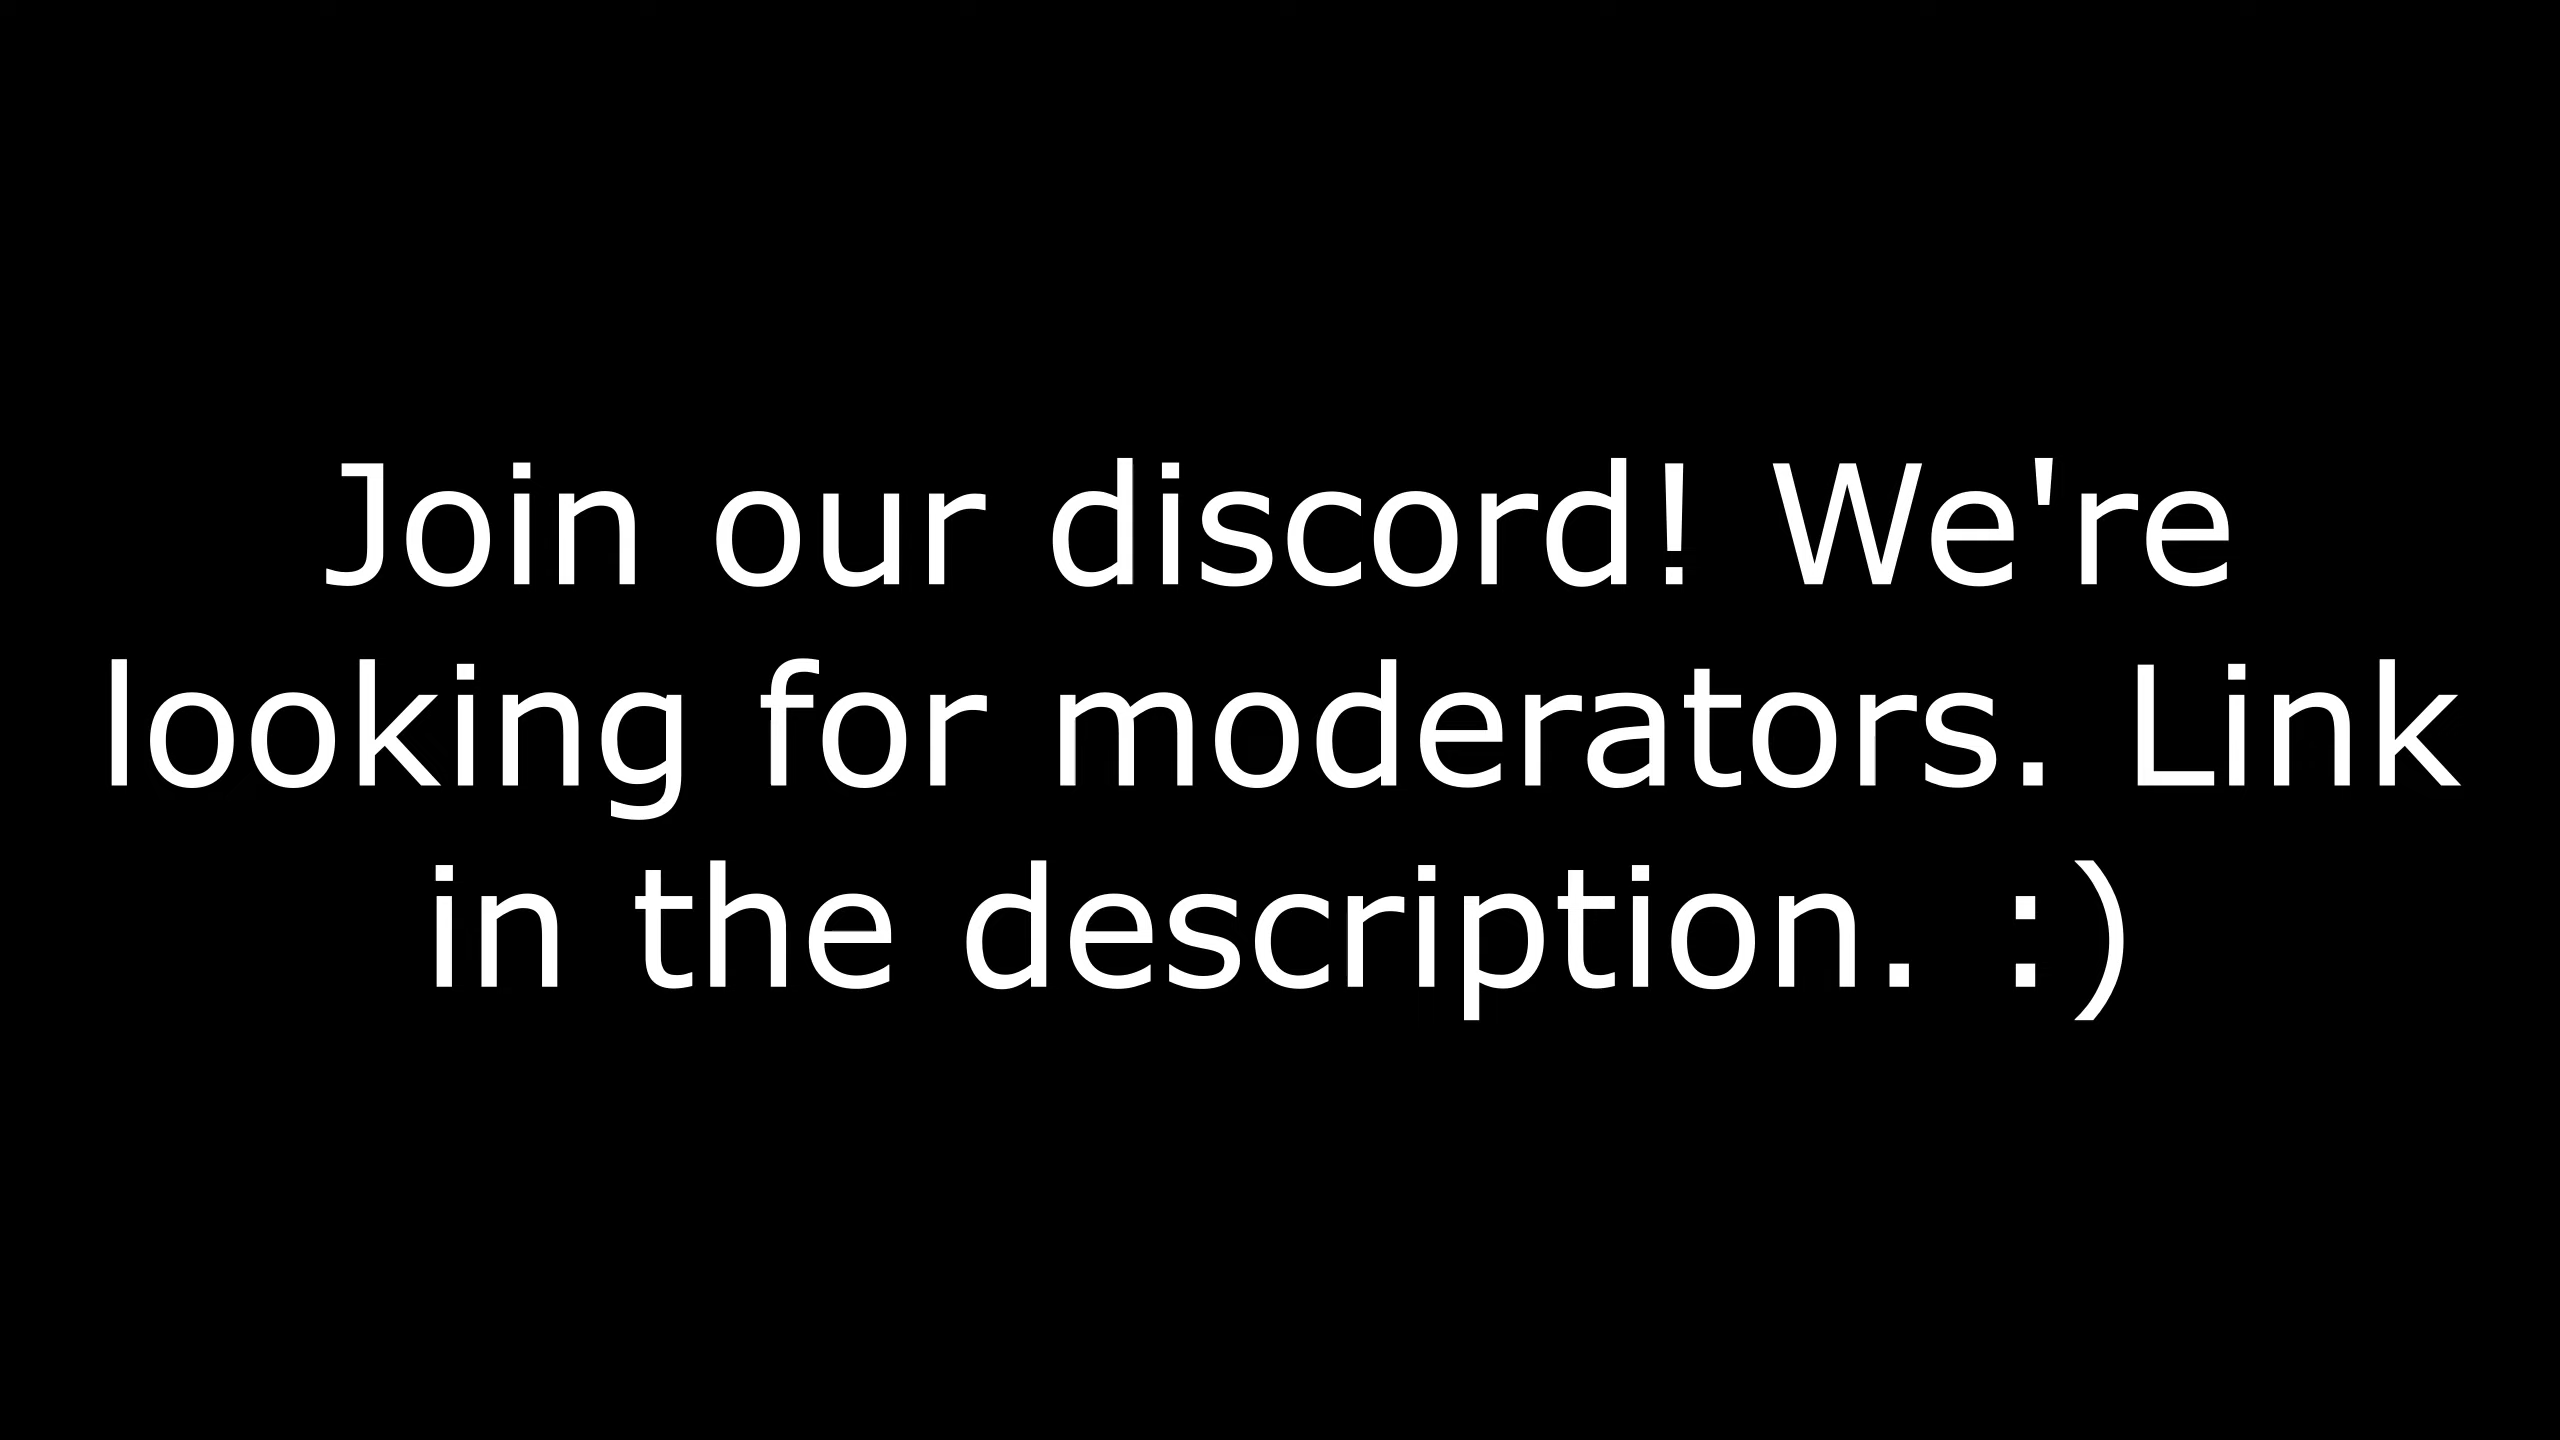 Join our discord! We're
looking for moderators. Link
in the description. :)